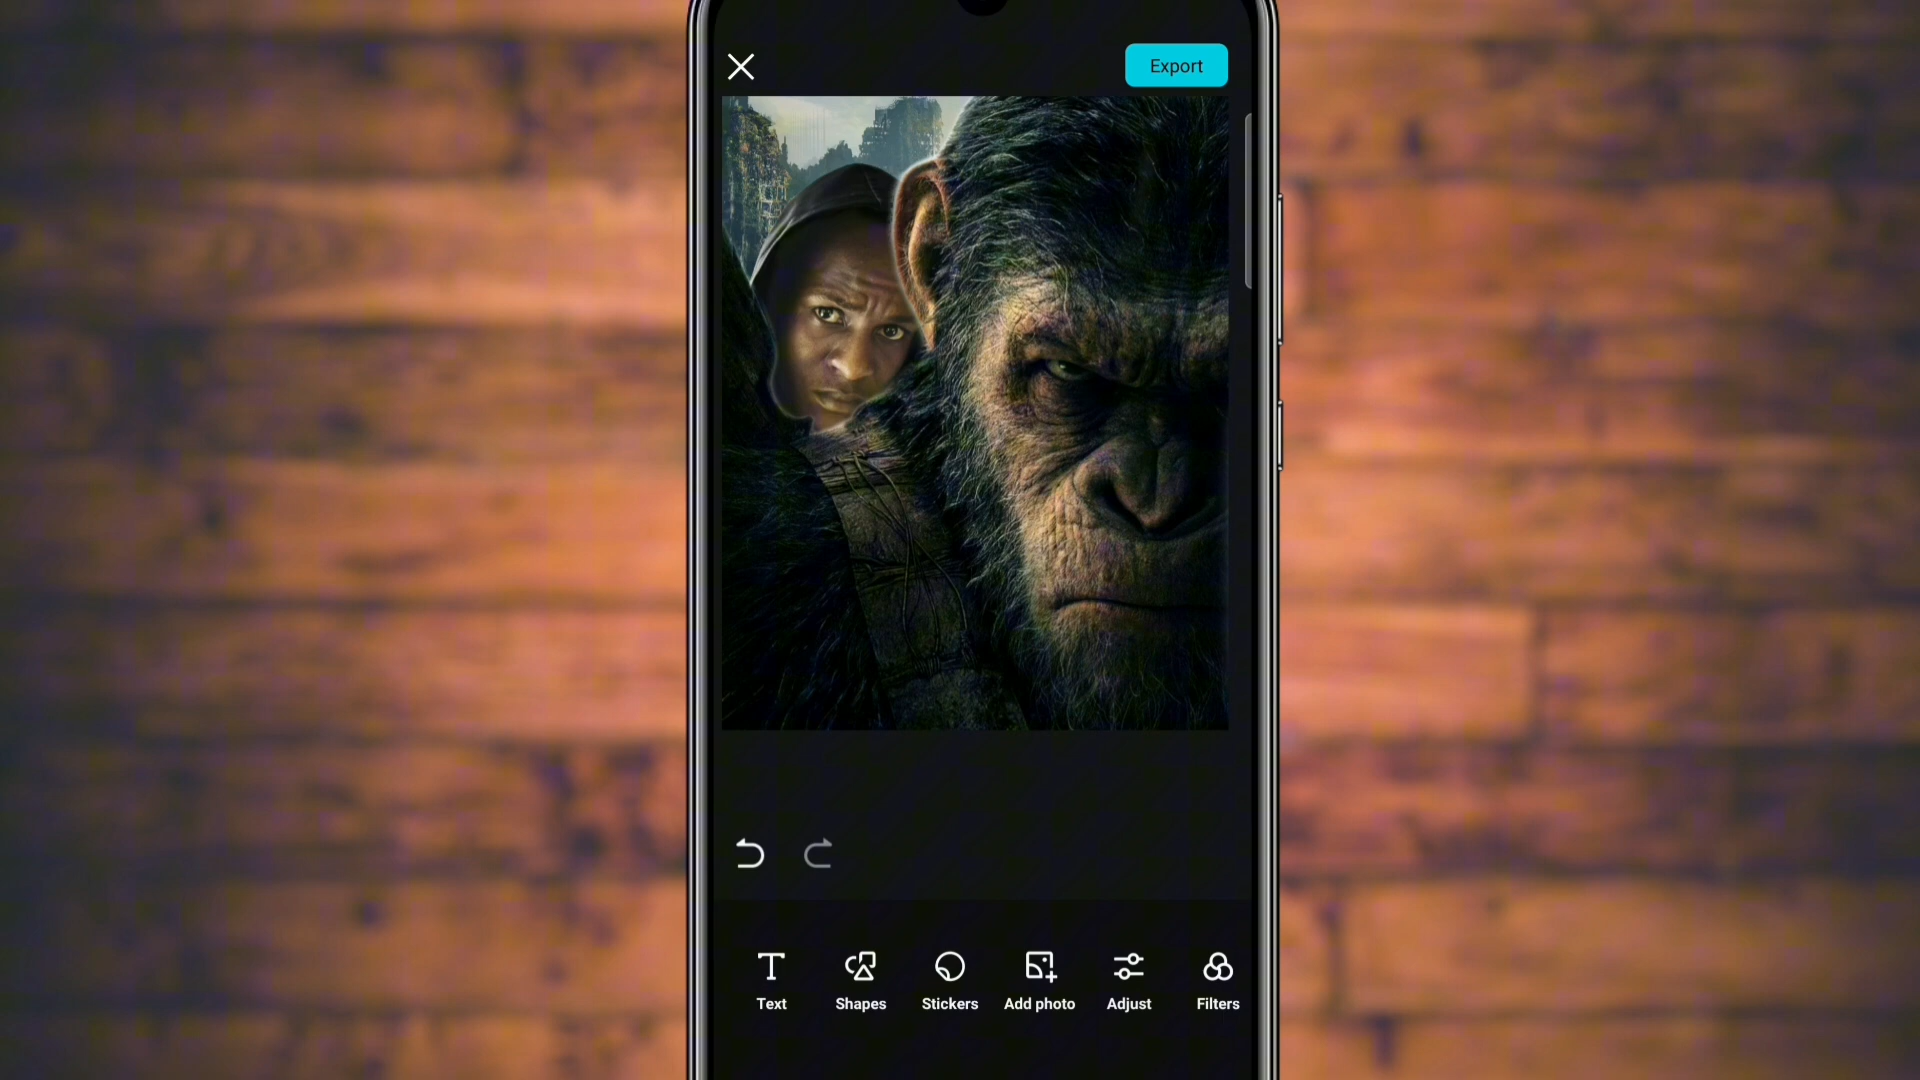 Export
Text
Shapes
Stickers
Add photo
Adjust
Filters